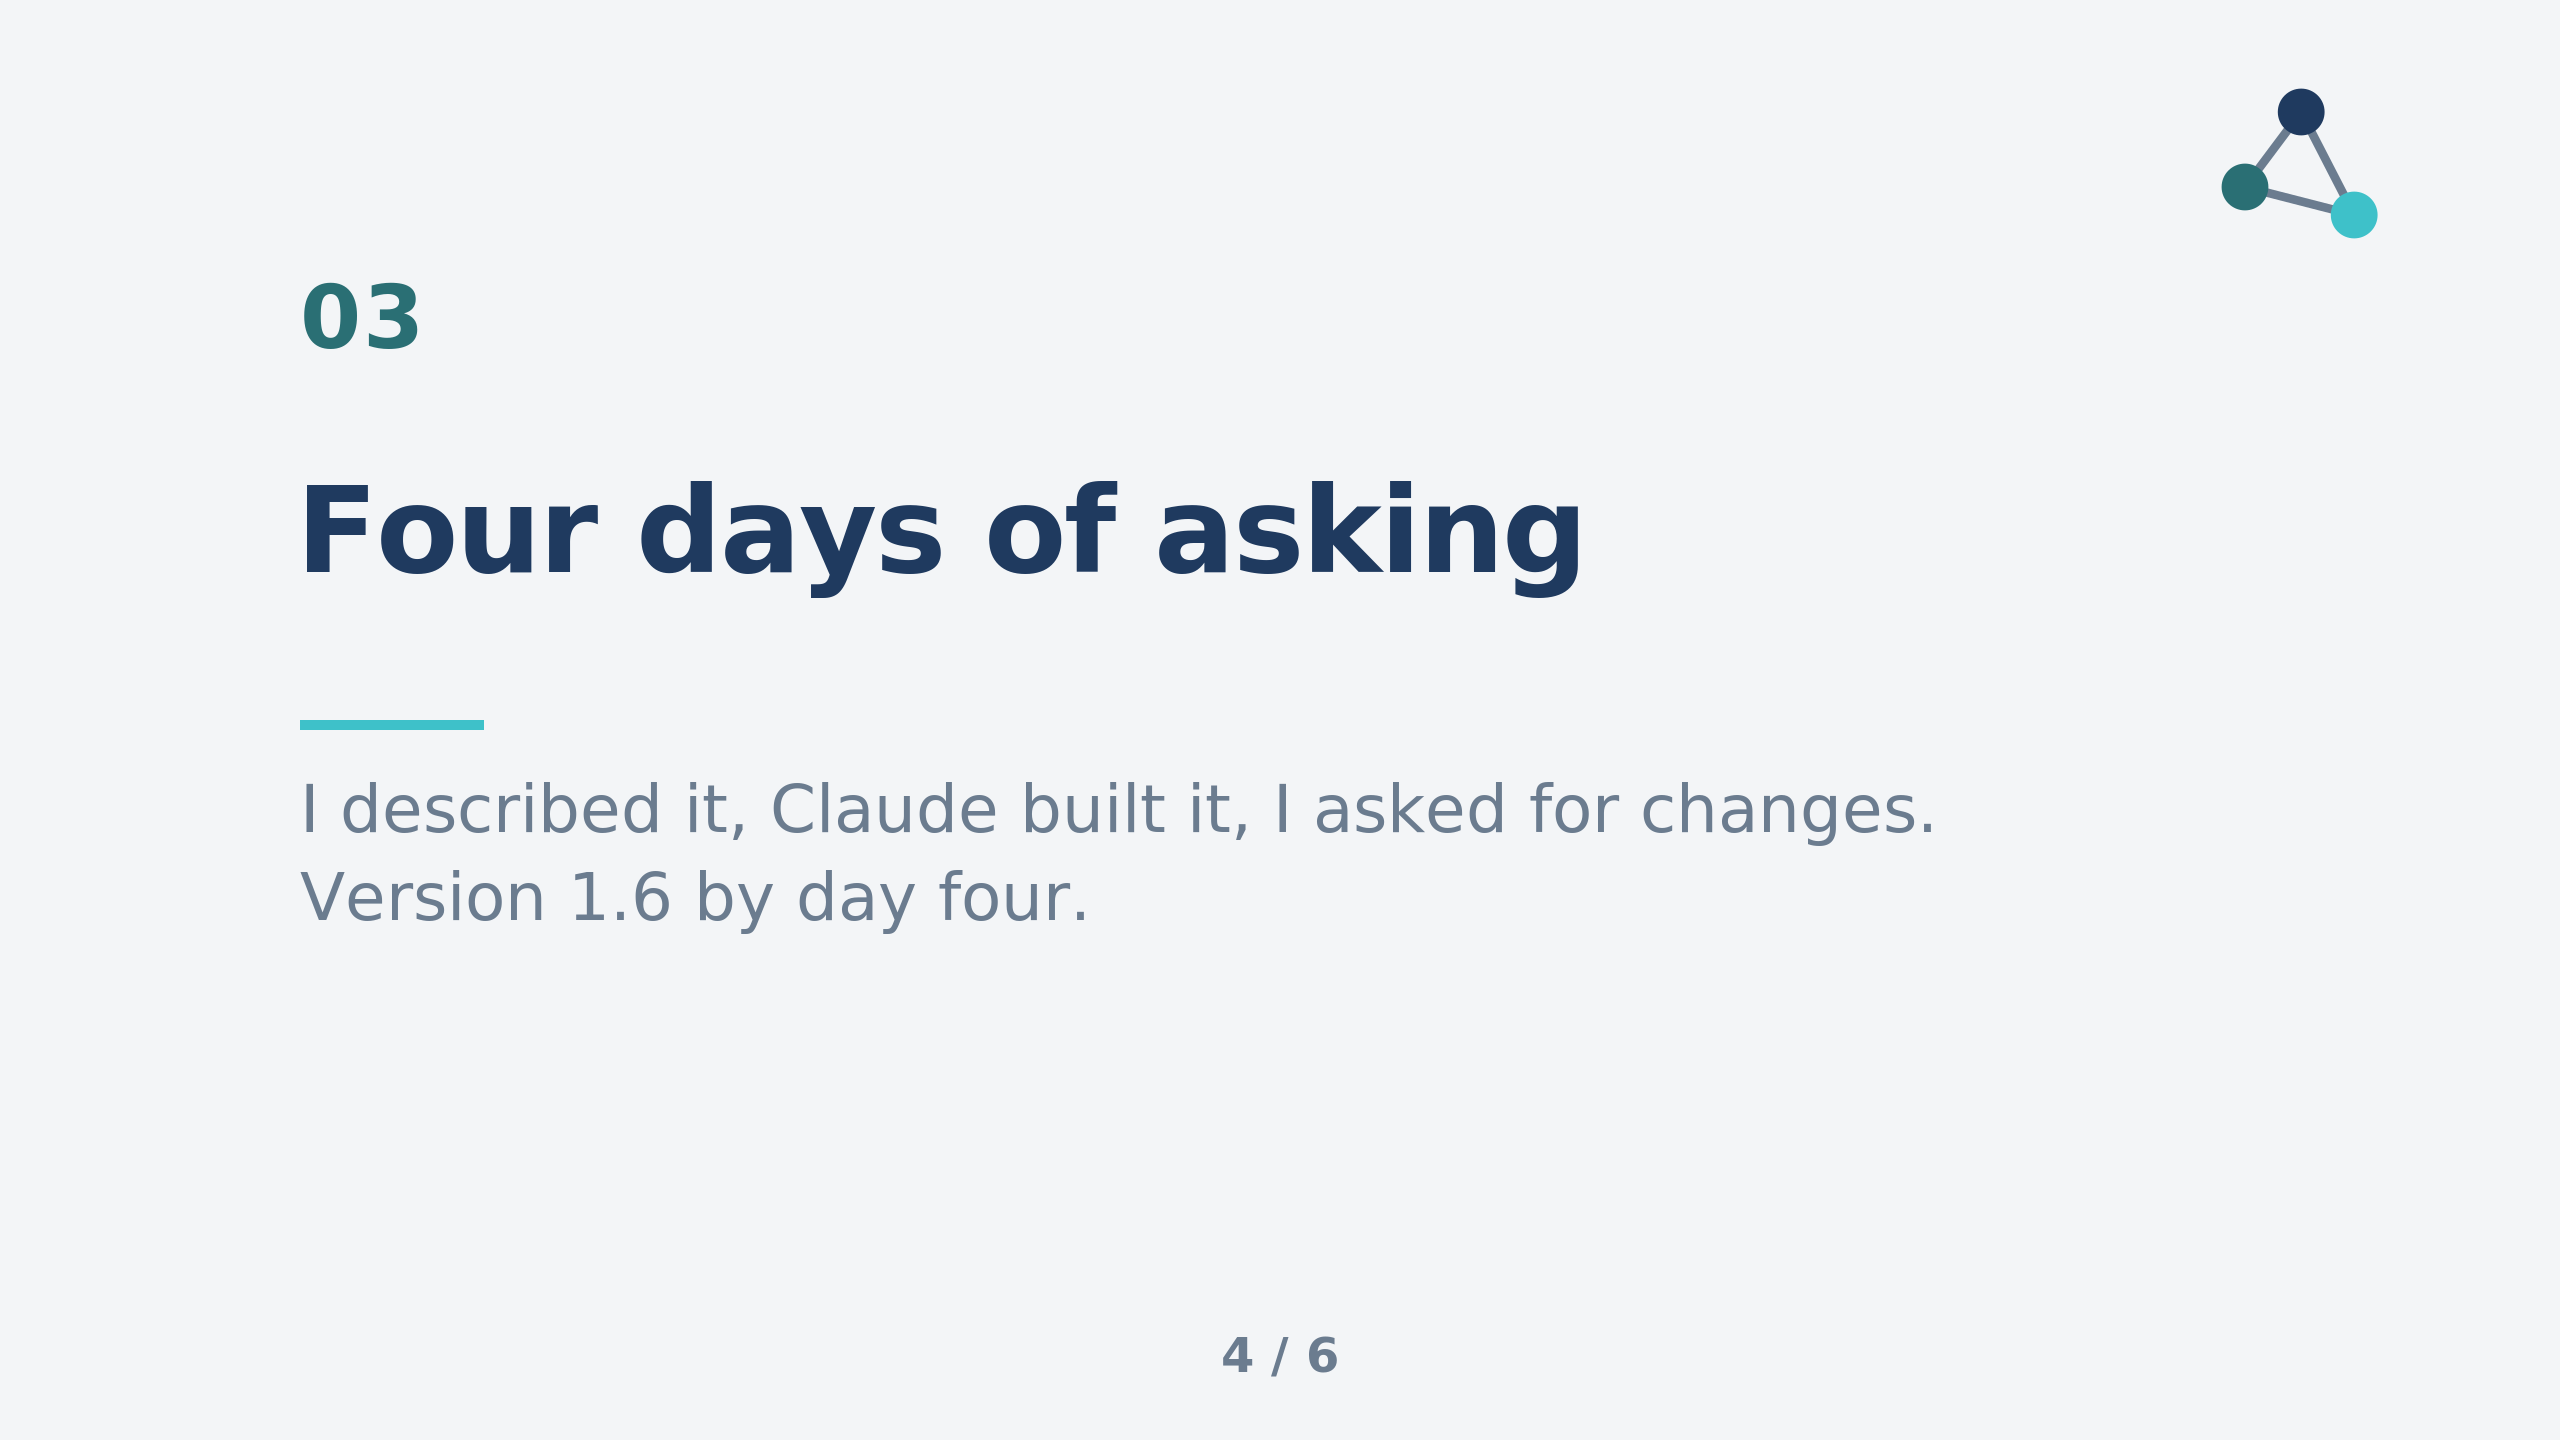 03
Four days of asking
I described it, Claude built it, I asked for changes.
Version 1.6 by day four.
4 / 6